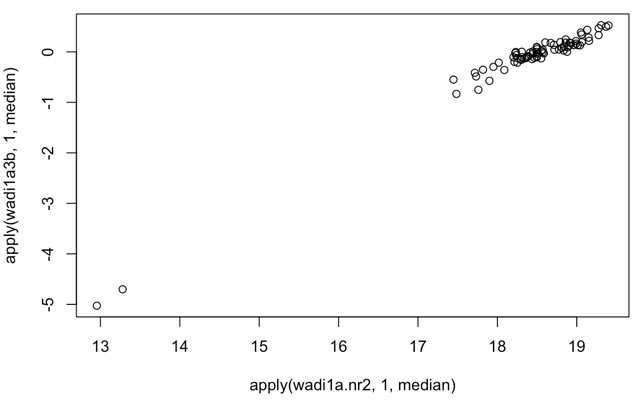 apply(wadi1a3b, 1, median)
0
-1
-2
-3
-4
-5
13 14 15 16 17 18 19
apply(wadi1a.nr2, 1, median)